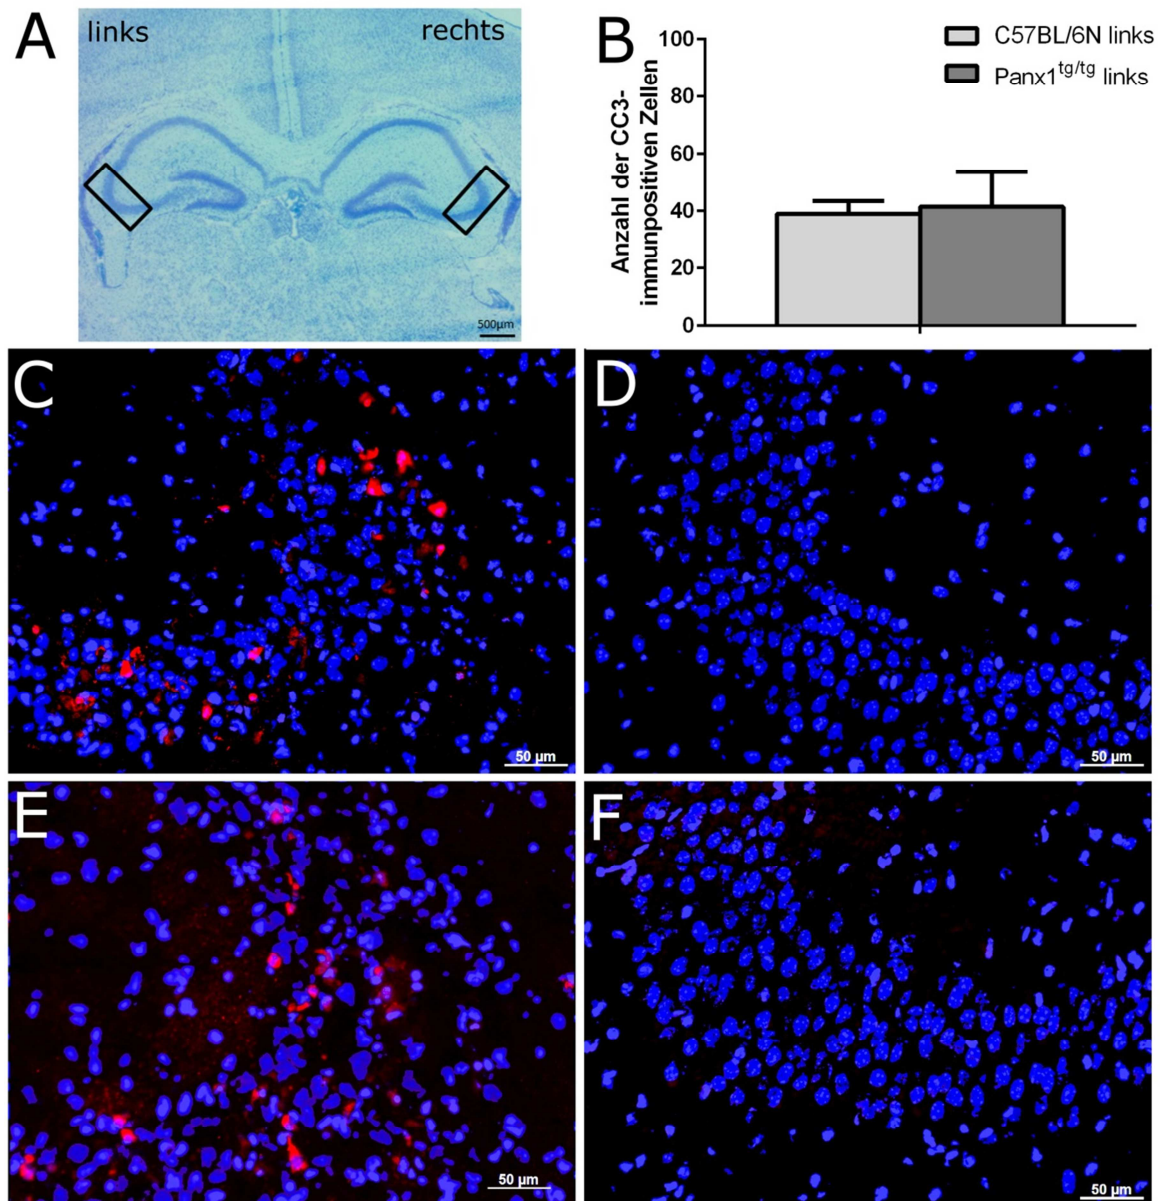 A
links
rechts
500µm
B
100
80
60
40
20
0
Anzahl der CC3-
immunpositiven Zellen
C57BL/6N links
Panx1tg/tg links
C
50 µm
D
50 µm
E
50 µm
F
50 µm